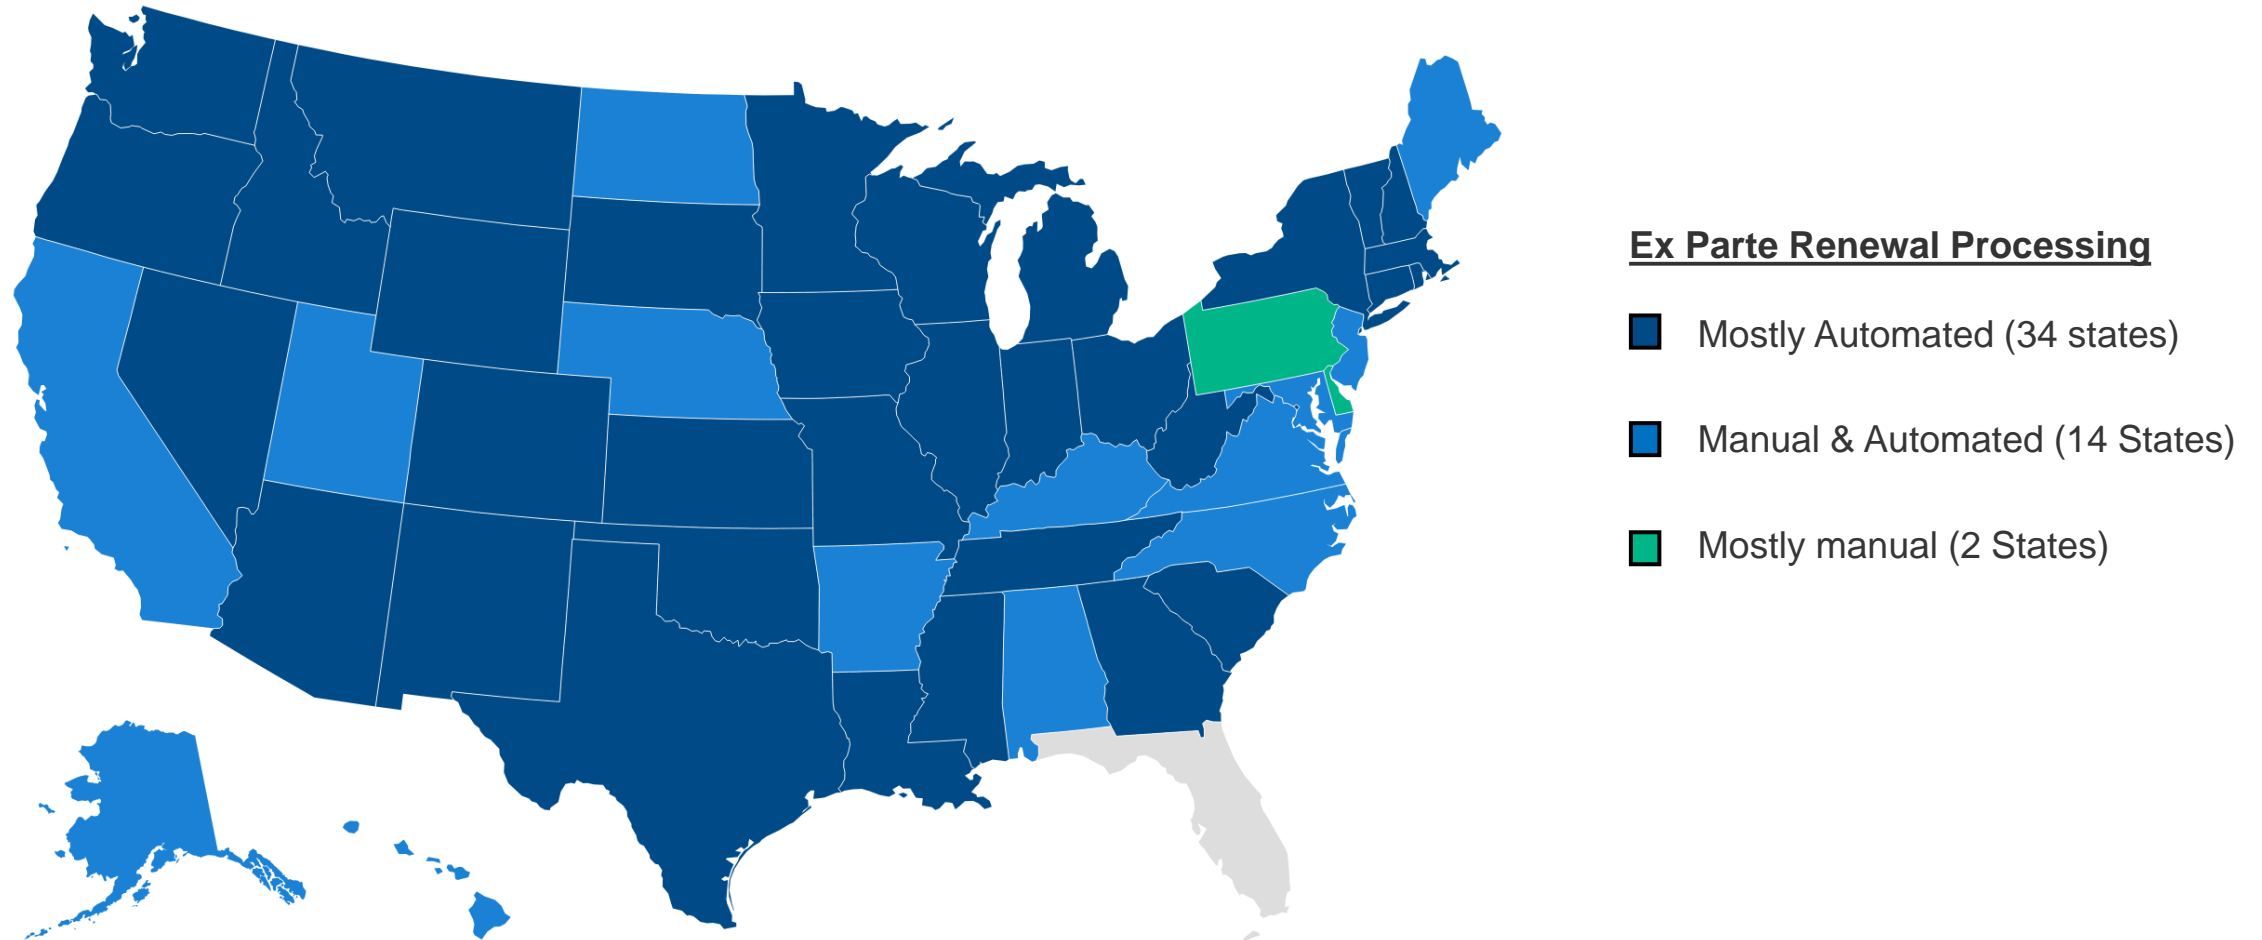 Ex Parte Renewal Processing
Mostly Automated (34 states)
Manual & Automated (14 States)
Mostly manual (2 States)